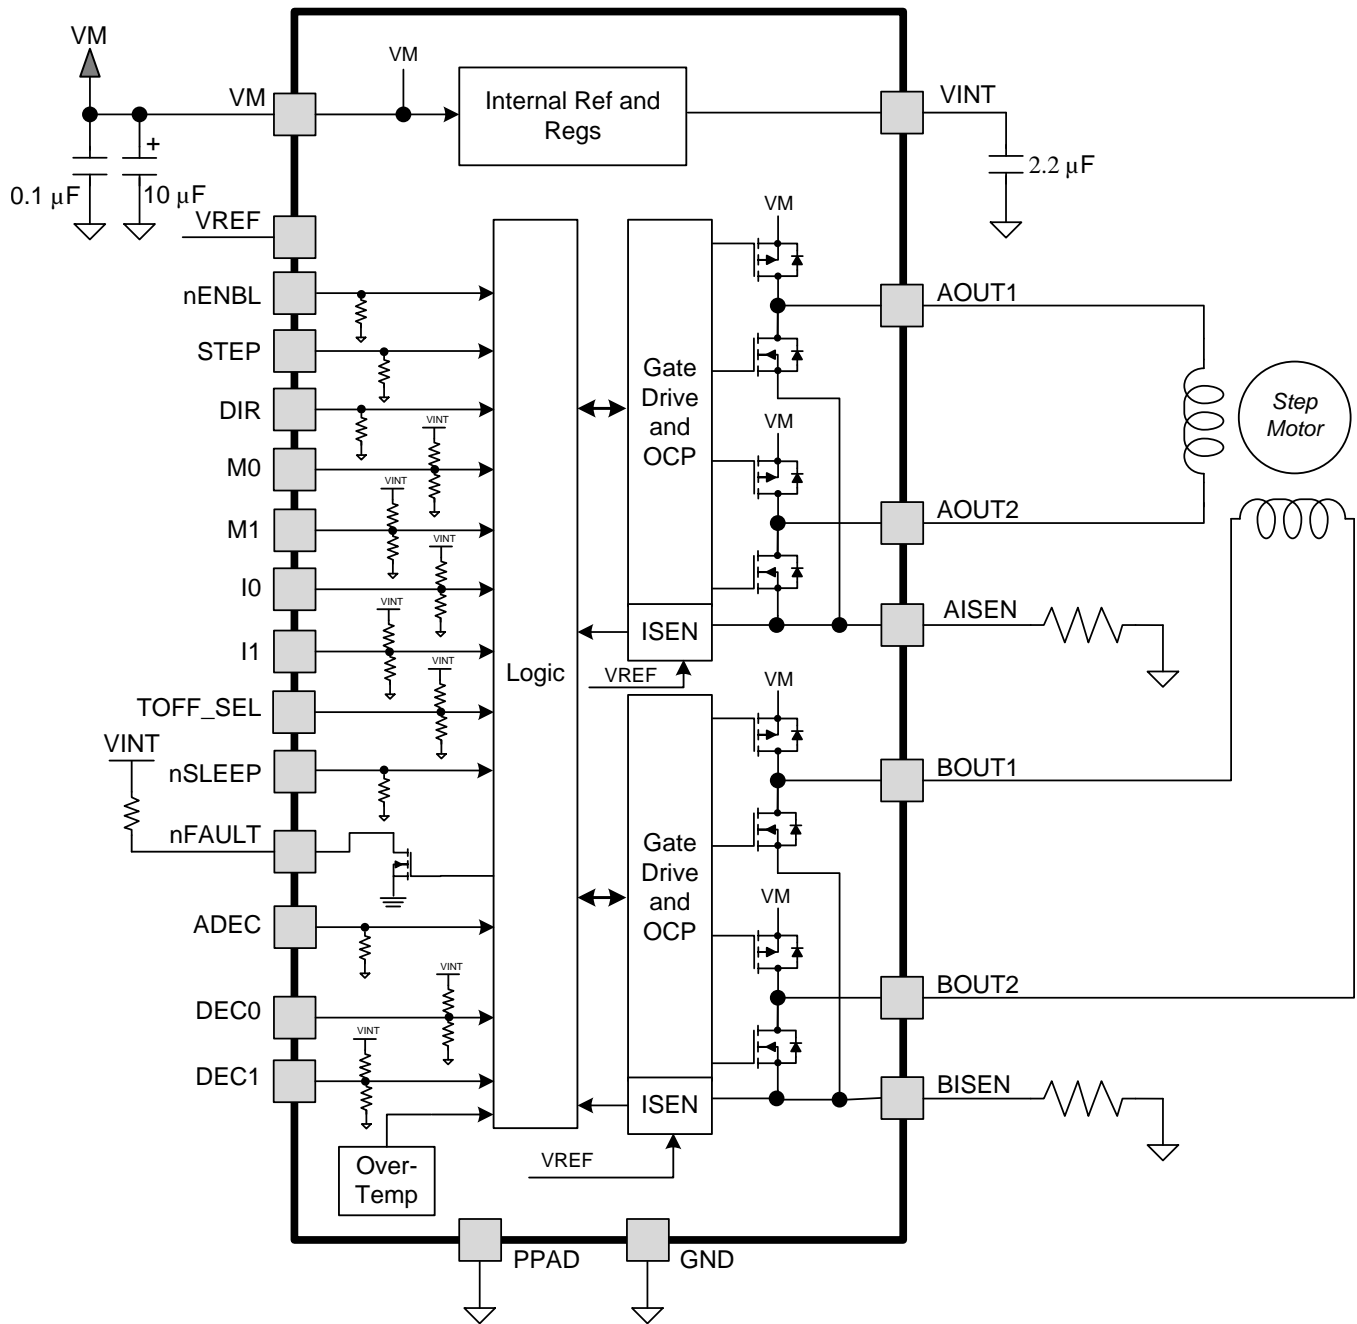 VM
VM
VM
Internal Ref and
Regs
VINT
+
0.1 µF
10 µF
2.2 µF
VREF
VM
nENBL
AOUT1
STEP
Gate
Drive
and
OCP
DIR
VINT
VM
Step
Motor
M0
VINT
M1
AOUT2
VINT
I0
VINT
AISEN
ISEN
I1
VINT
Logic
VREF
VM
TOFF_SEL
VINT
nSLEEP
BOUT1
nFAULT
Gate
Drive
and
OCP
VM
ADEC
VINT
BOUT2
DEC0
VINT
DEC1
BISEN
ISEN
Over-
Temp
VREF
PPAD
GND